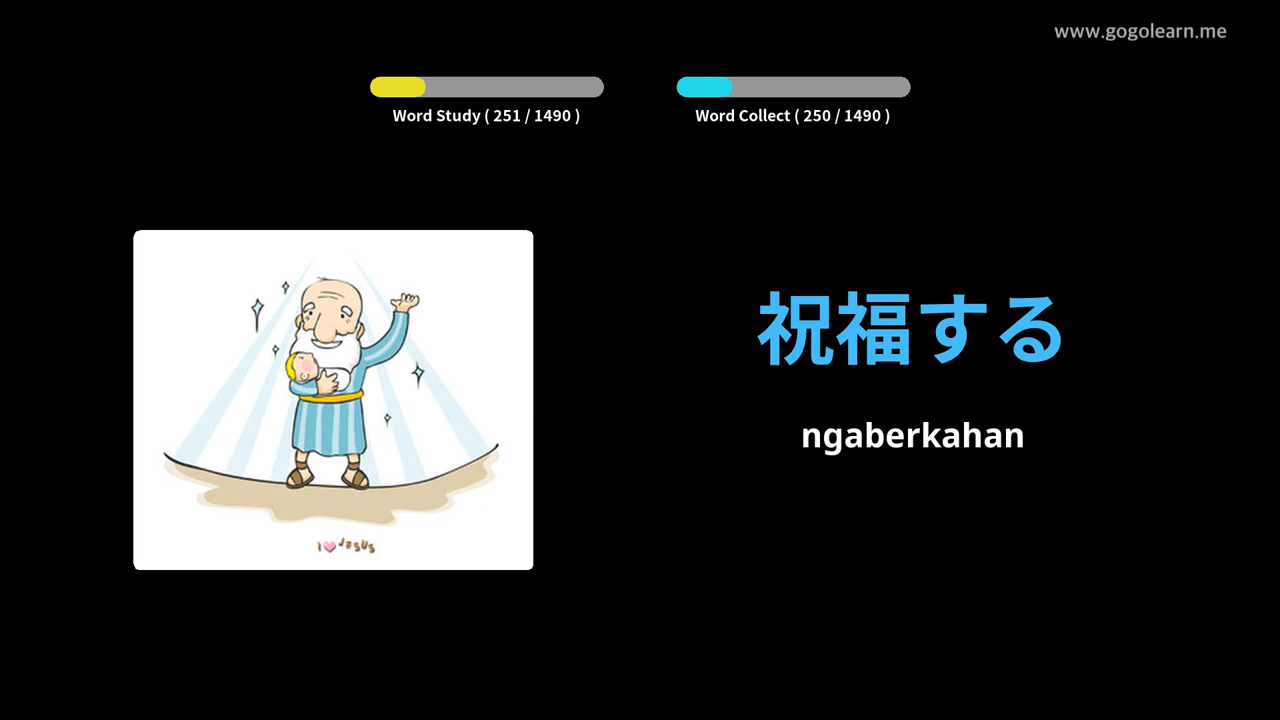 www.gogolearn.me
Word Study ( 251 / 1490 )
Word Collect ( 250 / 1490 )
祝福する
ngaberkahan
I JESUS